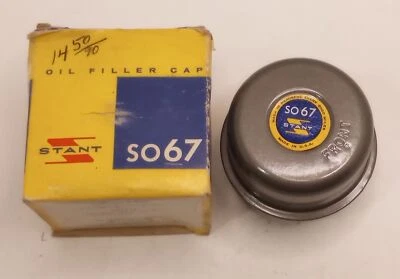 14 50/90
OIL FILLER CAP
STANT
SO67
SO67
STANT
MADE IN U.S.A.
FRONT